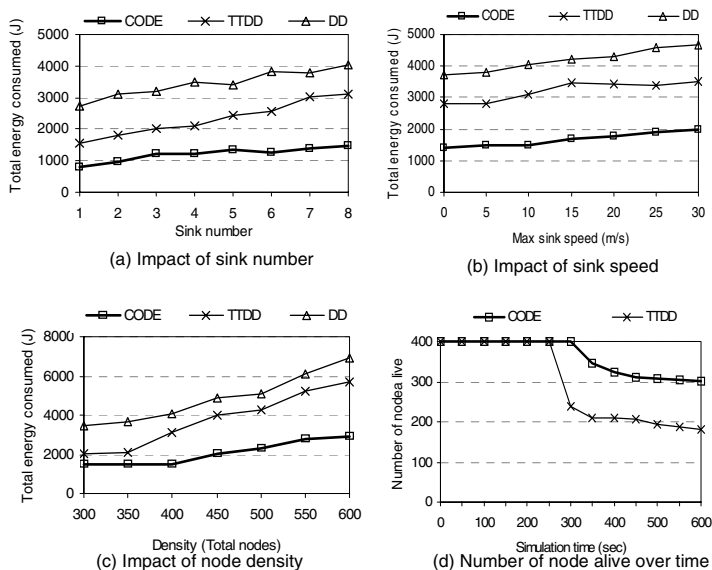 CODE TTDD DD
Total energy consumed (J)
5000
4000
3000
2000
1000
0
1 2 3 4 5 6 7 8
Sink number
(a) Impact of sink number
CODE TTDD DD
Total energy consumed (J)
5000
4000
3000
2000
1000
0
0 5 10 15 20 25 30
Max sink speed (m/s)
(b) Impact of sink speed
CODE TTDD DD
Total energy consumed (J)
8000
6000
4000
2000
0
300 350 400 450 500 550 600
Density (Total nodes)
(c) Impact of node density
CODE TTDD
Number of nodea live
400
300
200
100
0
0 100 200 300 400 500 600
Simulation time (sec)
(d) Number of node alive over time